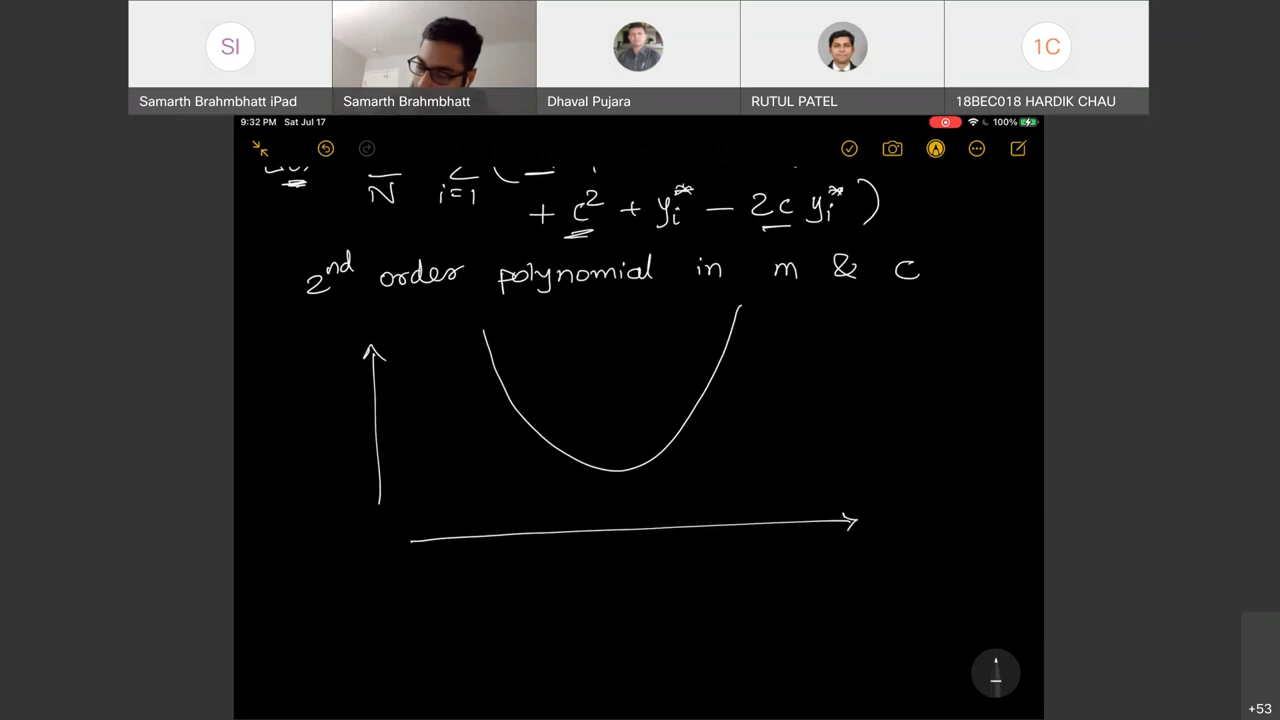 SI
1C
Samarth Brahmbhatt iPad
Samarth Brahmbhatt
Dhaval Pujara
RUTUL PATEL
18BEC018 HARDIK CHAU
9:32 PM Sat Jul 17
100%
N i=1
+ c² + yᵢ* − 2c yᵢ* )
2nd order polynomial in m & c
+53